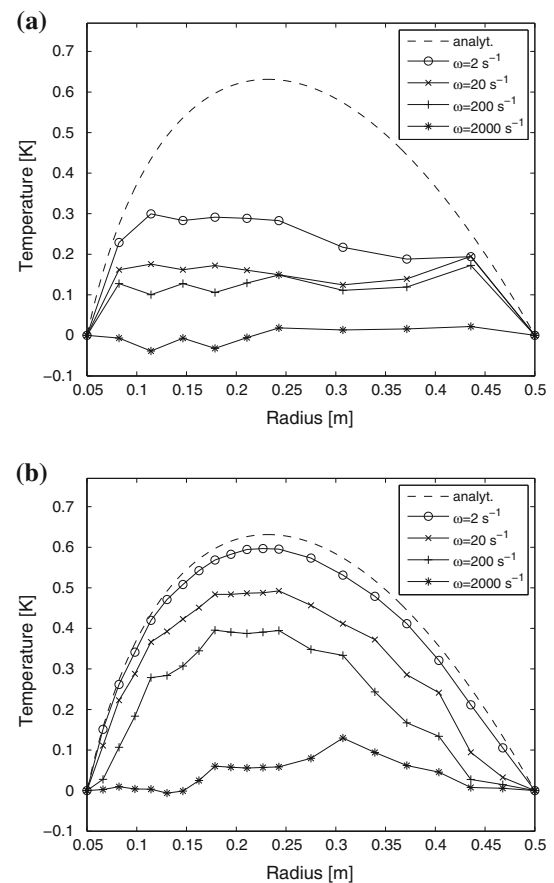 (a)
0.7
0.6
0.5
0.4
0.3
0.2
0.1
0
−0.1
Temperature [K]
analyt.
ω=2 s⁻¹
ω=20 s⁻¹
ω=200 s⁻¹
ω=2000 s⁻¹
0.05 0.1 0.15 0.2 0.25 0.3 0.35 0.4 0.45 0.5
Radius [m]
(b)
0.7
0.6
0.5
0.4
0.3
0.2
0.1
0
−0.1
Temperature [K]
analyt.
ω=2 s⁻¹
ω=20 s⁻¹
ω=200 s⁻¹
ω=2000 s⁻¹
0.05 0.1 0.15 0.2 0.25 0.3 0.35 0.4 0.45 0.5
Radius [m]